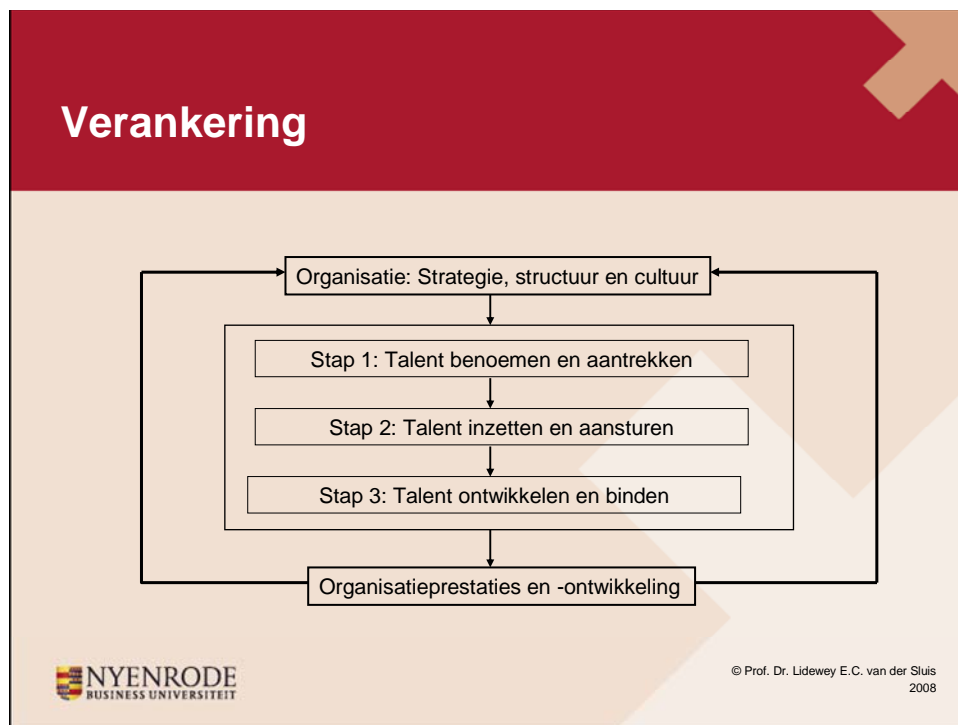 Verankering
Organisatie: Strategie, structuur en cultuur
Stap 1: Talent benoemen en aantrekken
Stap 2: Talent inzetten en aansturen
Stap 3: Talent ontwikkelen en binden
Organisatieprestaties en -ontwikkeling
NYENRODE
BUSINESS UNIVERSITEIT
© Prof. Dr. Lidewey E.C. van der Sluis
2008